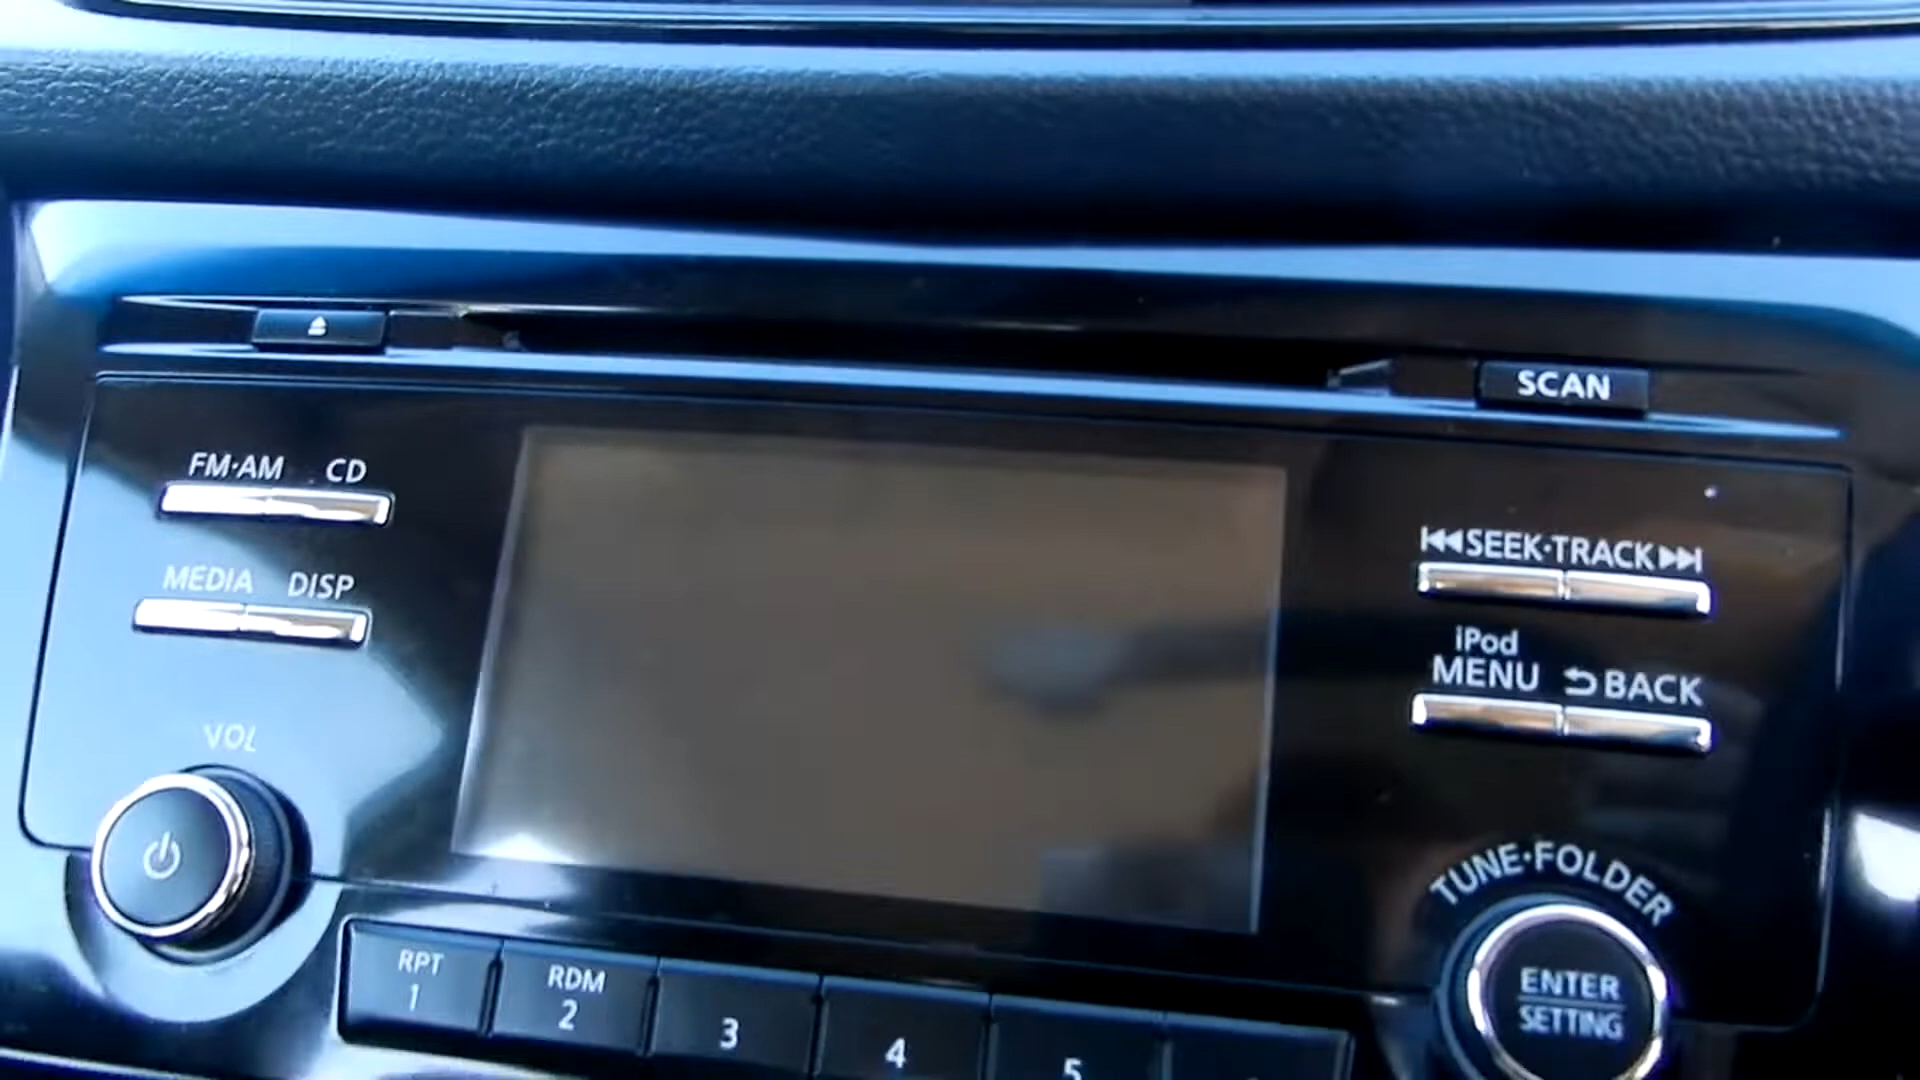 SCAN
FM·AM CD
MEDIA DISP
VOL
SEEK·TRACK
iPod
MENU BACK
TUNE·FOLDER
ENTER
SETTING
RPT
1
RDM
2
3
4
5